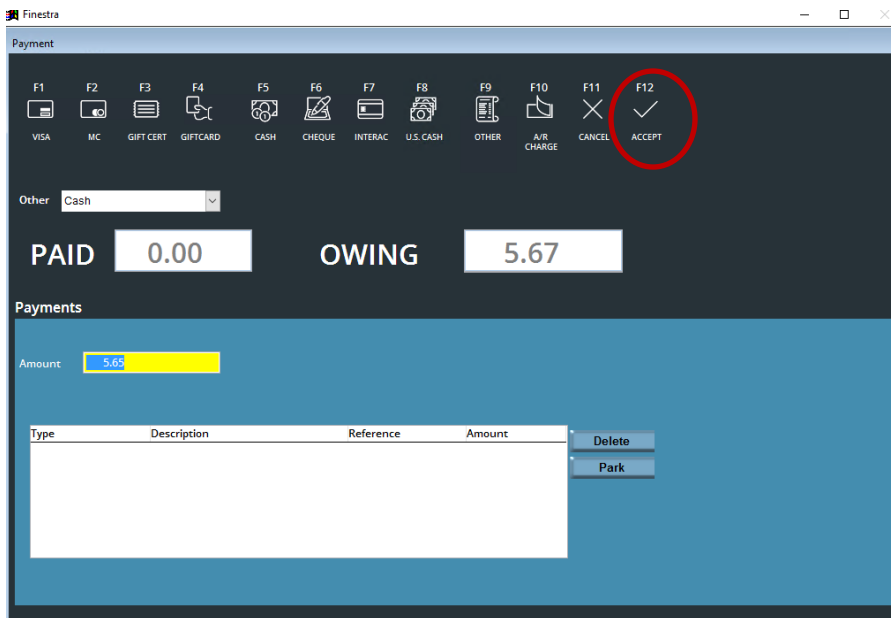 Finestra
Payment
F1 F2 F3 F4 F5 F6 F7 F8 F9 F10 F11 F12
VISA MC GIFT CERT GIFTCARD CASH CHEQUE INTERAC U.S. CASH OTHER A/R CHARGE CANCEL ACCEPT
Other Cash
PAID 0.00 OWING 5.67
Payments
Amount 5.65
Type Description Reference Amount
Delete
Park